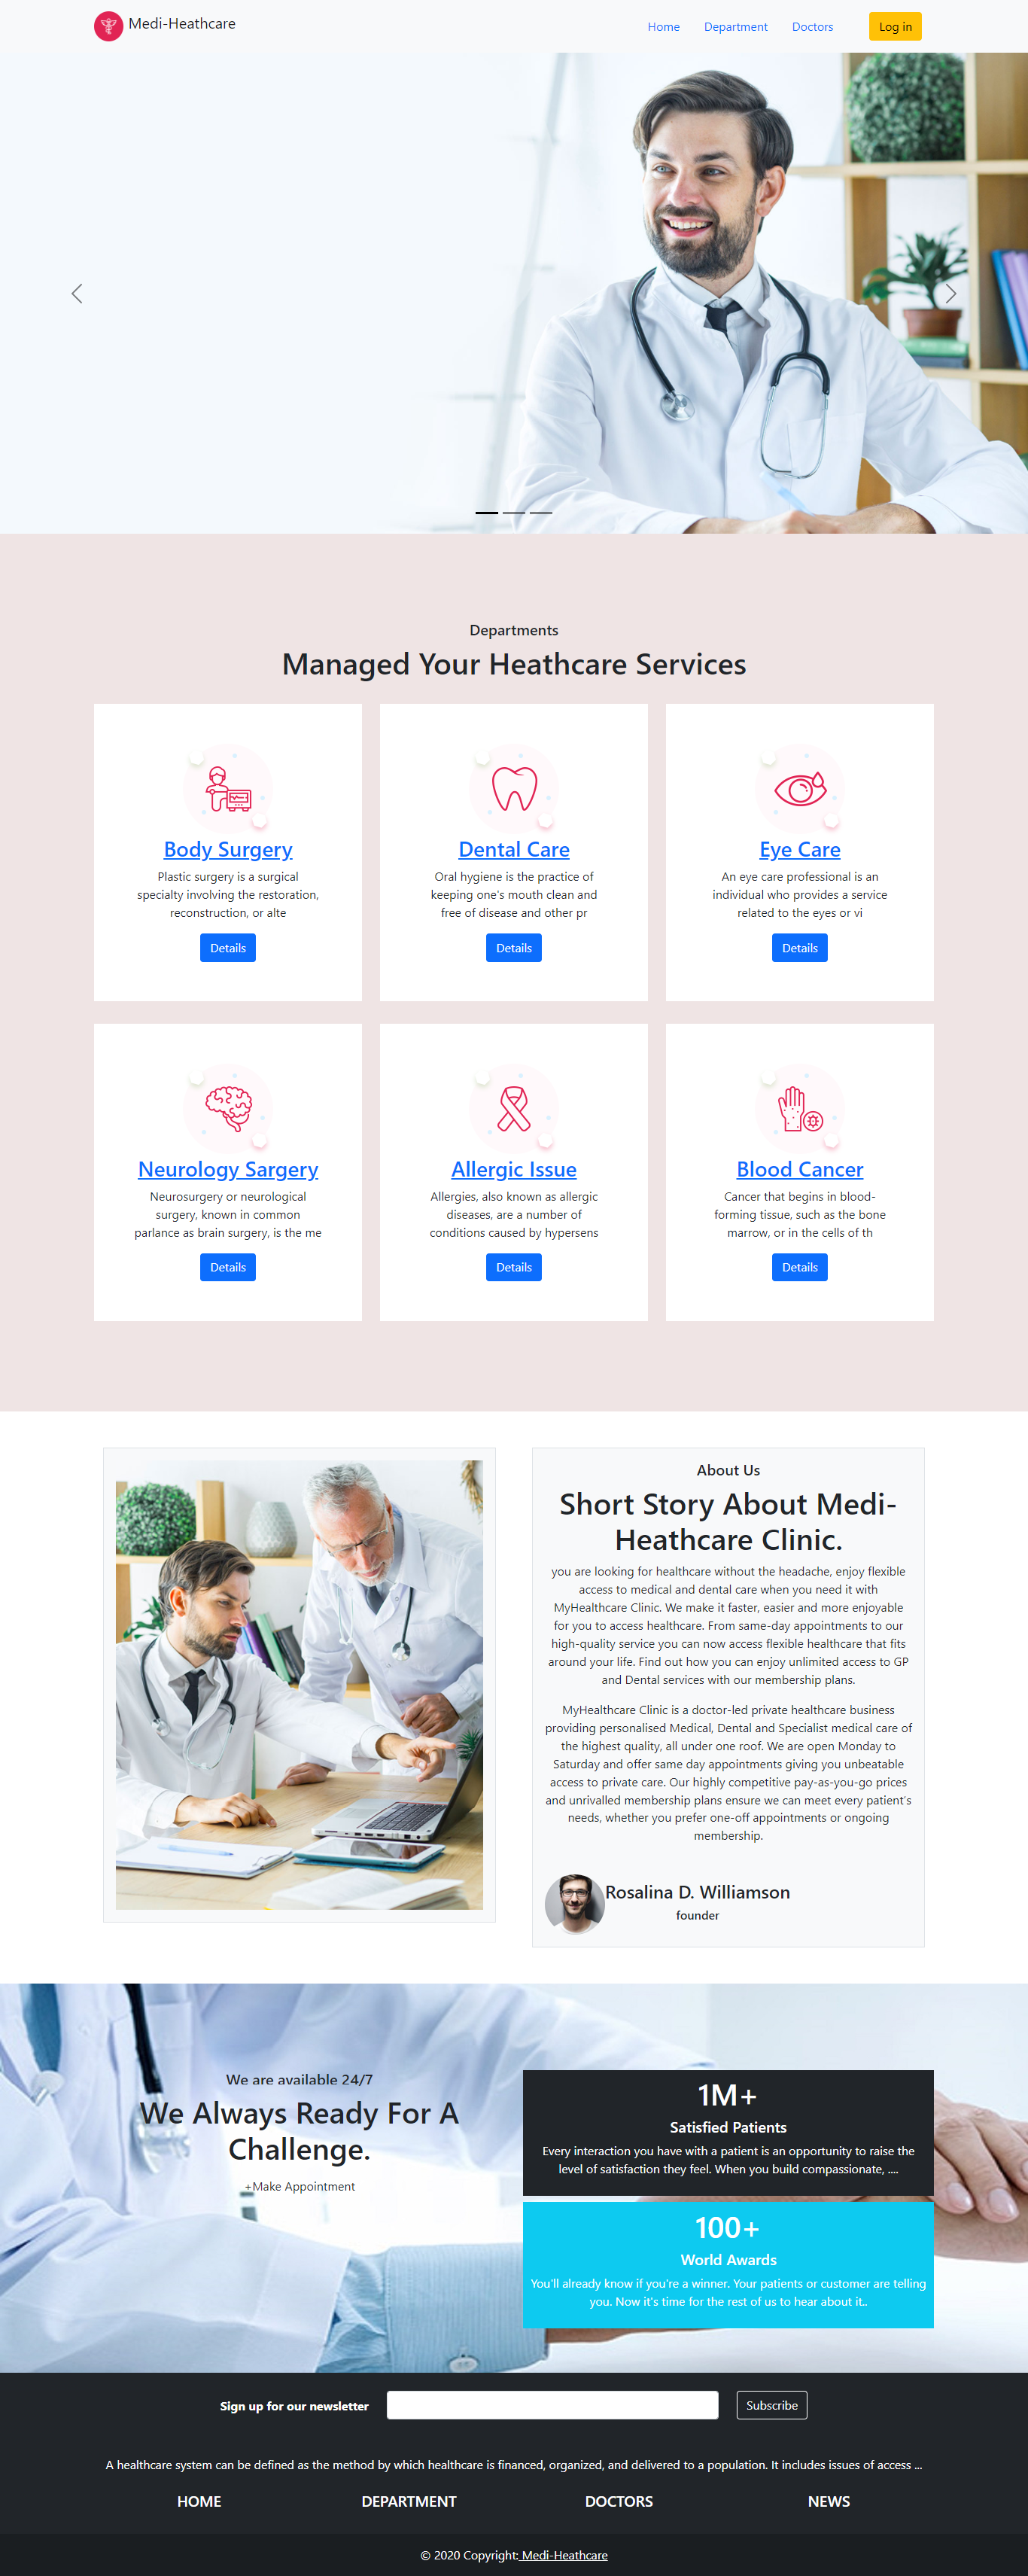 Medi-Heathcare
Home Department Doctors Log in
Departments
Managed Your Heathcare Services
Body Surgery
Plastic surgery is a surgical
specialty involving the restoration,
reconstruction, or alte
Details
Dental Care
Oral hygiene is the practice of
keeping one's mouth clean and
free of disease and other pr
Details
Eye Care
An eye care professional is an
individual who provides a service
related to the eyes or vi
Details
Neurology Sargery
Neurosurgery or neurological
surgery, known in common
parlance as brain surgery, is the me
Details
Allergic Issue
Allergies, also known as allergic
diseases, are a number of
conditions caused by hypersens
Details
Blood Cancer
Cancer that begins in blood-
forming tissue, such as the bone
marrow, or in the cells of th
Details
About Us
Short Story About Medi-
Heathcare Clinic.
you are looking for healthcare without the headache, enjoy flexible
access to medical and dental care when you need it with
MyHealthcare Clinic. We make it faster, easier and more enjoyable
for you to access healthcare. From same-day appointments to our
high-quality service you can now access flexible healthcare that fits
around your life. Find out how you can enjoy unlimited access to GP
and Dental services with our membership plans.
MyHealthcare Clinic is a doctor-led private healthcare business
providing personalised Medical, Dental and Specialist medical care of
the highest quality, all under one roof. We are open Monday to
Saturday and offer same day appointments giving you unbeatable
access to private care. Our highly competitive pay-as-you-go prices
and unrivalled membership plans ensure we can meet every patient's
needs, whether you prefer one-off appointments or ongoing
membership.
Rosalina D. Williamson
founder
We are available 24/7
We Always Ready For A
Challenge.
+Make Appointment
1M+
Satisfied Patients
Every interaction you have with a patient is an opportunity to raise the
level of satisfaction they feel. When you build compassionate, ....
100+
World Awards
You'll already know if you're a winner. Your patients or customer are telling
you. Now it's time for the rest of us to hear about it..
Sign up for our newsletter Subscribe
A healthcare system can be defined as the method by which healthcare is financed, organized, and delivered to a population. It includes issues of access ...
HOME DEPARTMENT DOCTORS NEWS
© 2020 Copyright: Medi-Heathcare